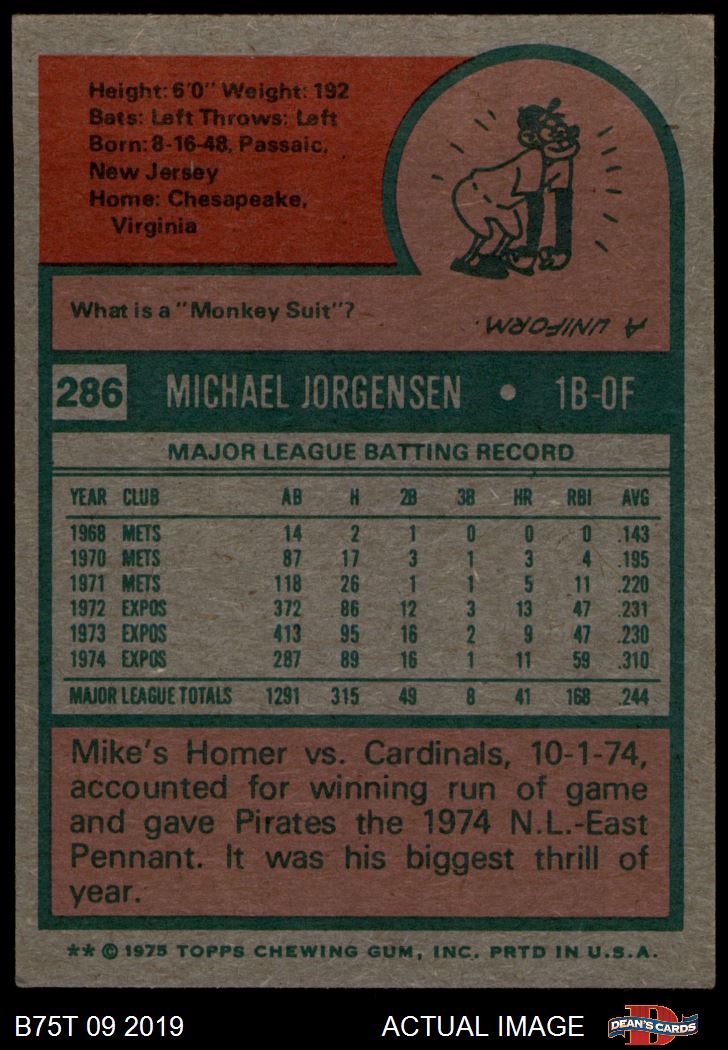 Height: 6'0" Weight: 192
Bats: Left Throws: Left
Born: 8-16-48, Passaic,
New Jersey
Home: Chesapeake,
Virginia
What is a "Monkey Suit"?
A UNIFORM.
286 MICHAEL JORGENSEN • 1B-OF
MAJOR LEAGUE BATTING RECORD
YEAR CLUB AB H 2B 3B HR RBI AVG
1968 METS 14 2 1 0 0 0 .143
1970 METS 87 17 3 1 3 4 .195
1971 METS 118 26 1 1 5 11 .220
1972 EXPOS 372 86 12 3 13 47 .231
1973 EXPOS 413 95 16 2 9 47 .230
1974 EXPOS 287 89 16 1 11 59 .310
MAJOR LEAGUE TOTALS 1291 315 49 8 41 168 .244
Mike's Homer vs. Cardinals, 10-1-74,
accounted for winning run of game
and gave Pirates the 1974 N.L.-East
Pennant. It was his biggest thrill of
year.
** © 1975 TOPPS CHEWING GUM, INC. PRTD IN U.S.A.
B75T 09 2019 ACTUAL IMAGE DEAN'S CARDS